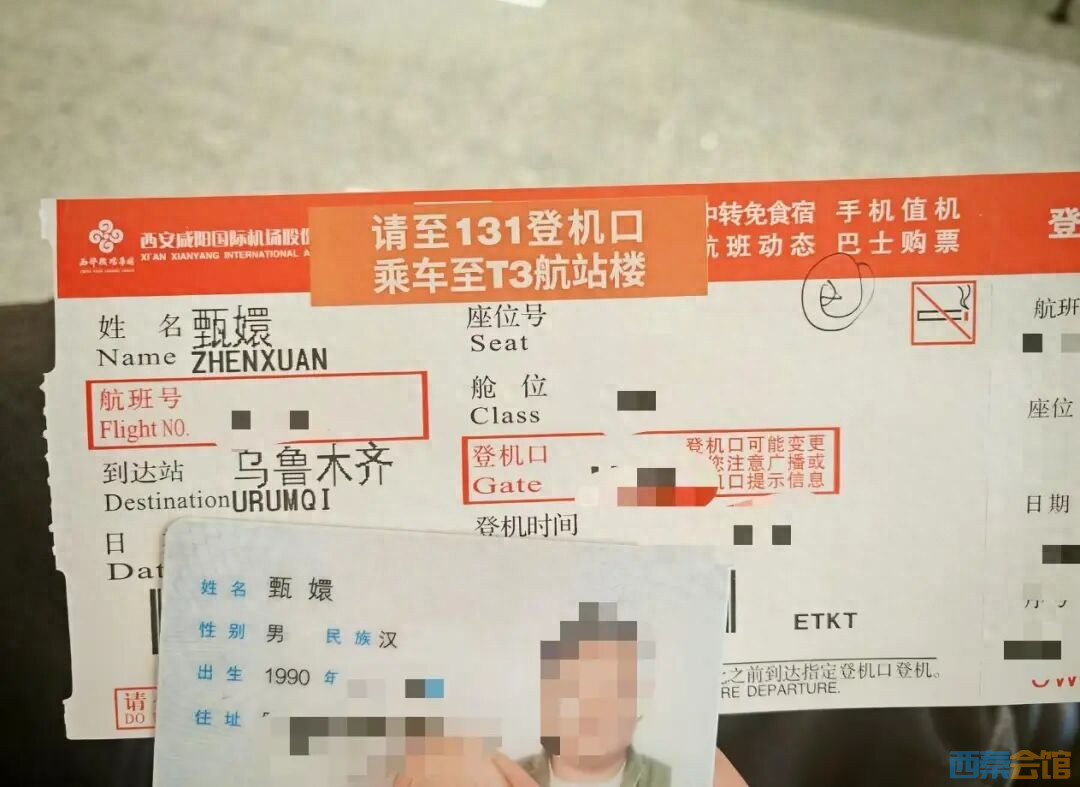 西安咸阳国际机场股份
XI'AN XIANYANG INTERNATIONAL A
请至131登机口
乘车至T3航站楼
中转免食宿 手机值机
航班动态 巴士购票
登
姓 名 甄嬛
Name ZHENXUAN
座位号
Seat
航班号
Flight NO.
舱 位
Class
到达站 乌鲁木齐
Destination URUMQI
登机口
Gate
登机口可能变更
您注意广播或
机口提示信息
登机时间
日
Dat
航班
座位
日期
序号
ETKT
之前到达指定登机口登机。
RE DEPARTURE.
请
DO
姓 名 甄 嬛
性 别 男 民 族 汉
出 生 1990 年
住 址
西秦会馆